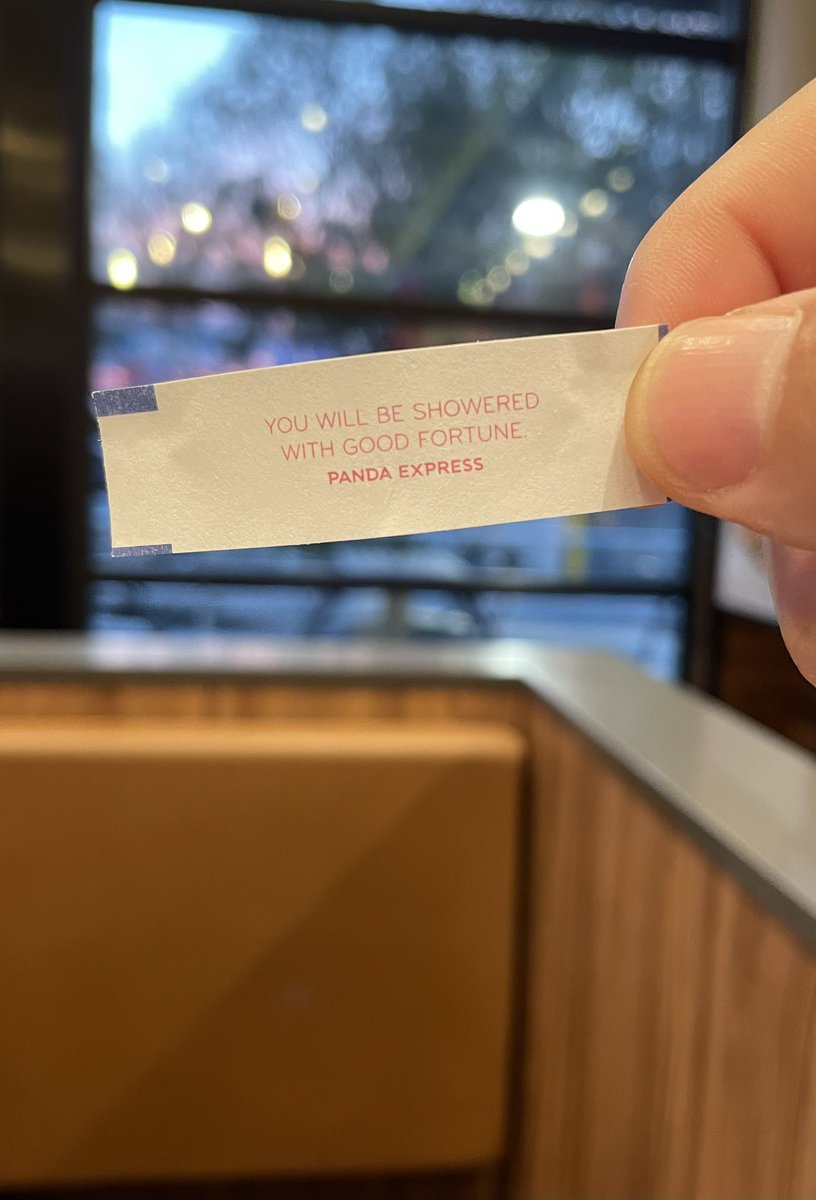 YOU WILL BE SHOWERED
WITH GOOD FORTUNE.
PANDA EXPRESS